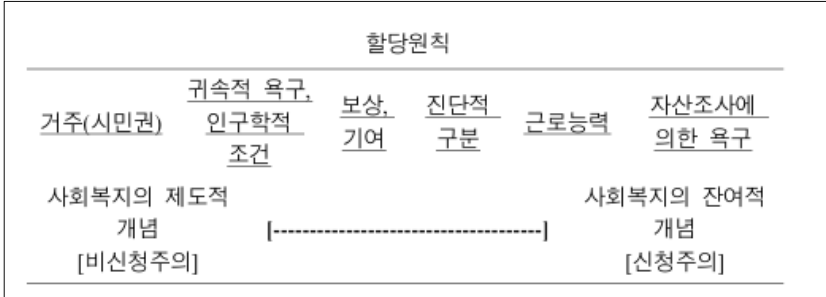 할당원칙
거주(시민권)
귀속적 욕구,
인구학적
조건
보상,
기여
진단적
구분
근로능력
자산조사에
의한 욕구
사회복지의 제도적
개념
[비신청주의]
[-------------------------------------]
사회복지의 잔여적
개념
[신청주의]